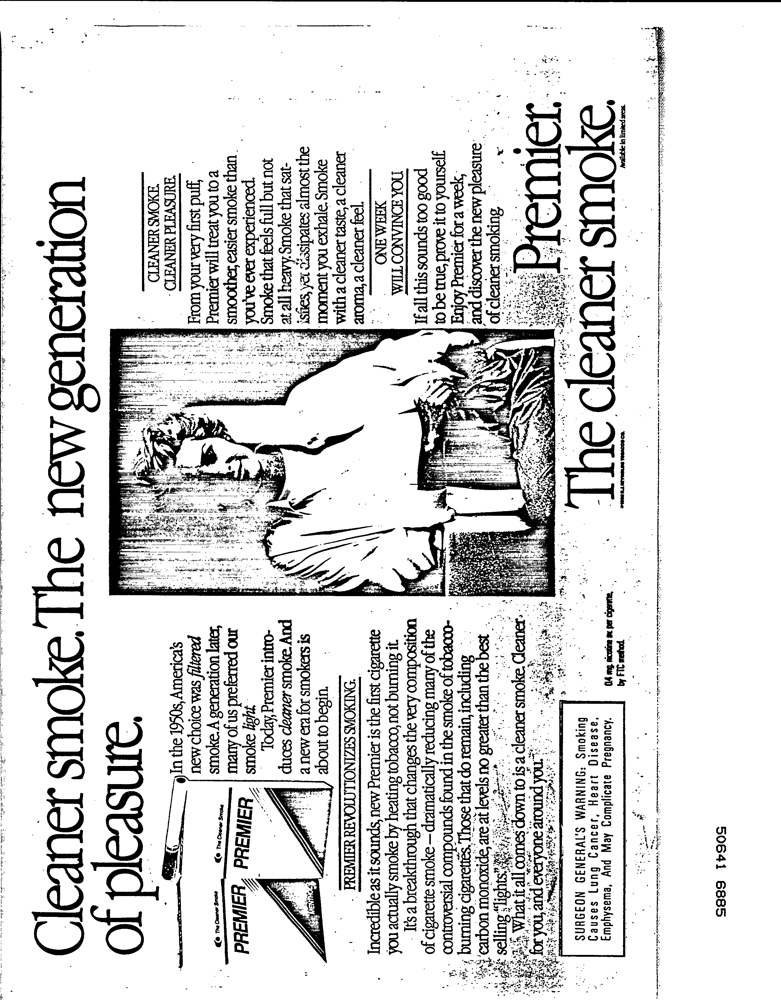 Cleaner smoke. The new generation
of pleasure.
The Cleaner Smoke
PREMIER
The Cleaner Smoke
PREMIER
In the 1950s, America's
new choice was filtered
smoke. A generation later,
many of us preferred our
smoke light.
Today, Premier intro-
duces cleaner smoke. And
a new era for smokers is
about to begin.
PREMIER REVOLUTIONIZES SMOKING.
Incredible as it sounds, new Premier is the first cigarette
you actually smoke by heating tobacco, not burning it.
It's a breakthrough that changes the very composition
of cigarette smoke – dramatically reducing many of the
controversial compounds found in the smoke of tobacco-
burning cigarettes. Those that do remain, including
carbon monoxide, are at levels no greater than the best
selling "lights."
What it all comes down to is a cleaner smoke. Cleaner
for you, and everyone around you.
CLEANER SMOKE.
CLEANER PLEASURE.
From your very first puff,
Premier will treat you to a
smoother, easier smoke than
you've ever experienced.
Smoke that feels full but not
at all heavy. Smoke that sat-
isfies, yet dissipates almost the
moment you exhale. Smoke
with a cleaner taste, a cleaner
aroma, a cleaner feel.
ONE WEEK
WILL CONVINCE YOU
If all this sounds too good
to be true, prove it to yourself.
Enjoy Premier for a week,
and discover the new pleasure
of cleaner smoking.
Premier.
The cleaner smoke.
Available in limited areas.
SURGEON GENERAL'S WARNING: Smoking
Causes Lung Cancer, Heart Disease,
Emphysema, And May Complicate Pregnancy.
0.4 mg. nicotine av. per cigarette,
by FTC method.
50641 6885